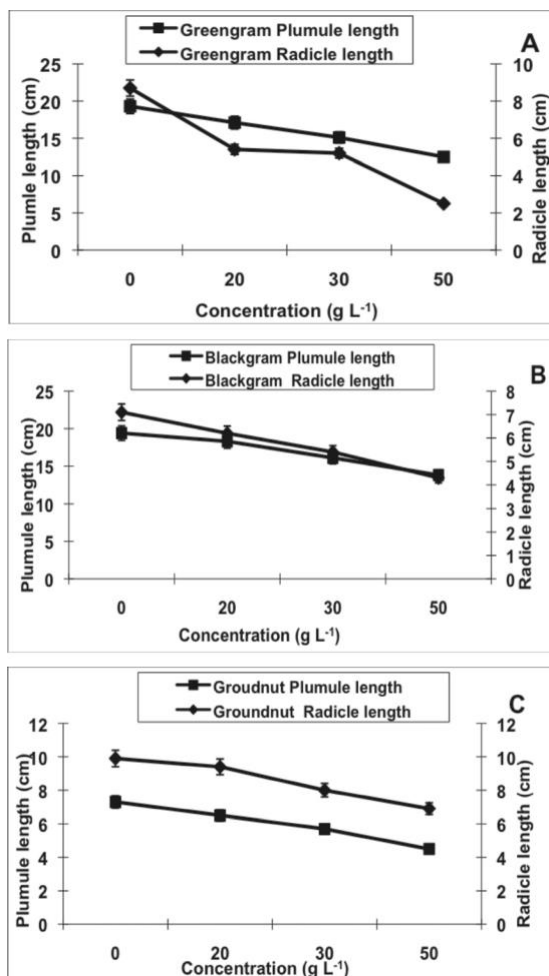 Greengram Plumule length
Greengram Radicle length
A
25
20
15
10
5
0
Plumle length (cm)
10
8
6
4
2
0
Radicle length (cm)
0 20 30 50
Concentration (g L⁻¹)
Blackgram Plumule length
Blackgram Radicle length
B
25
20
15
10
5
0
Plumule length (cm)
8
7
6
5
4
3
2
1
0
Radicle length (cm)
0 20 30 50
Concentration (g L⁻¹)
Groudnut Plumule length
Groundnut Radicle length
C
12
10
8
6
4
2
0
Plumule length (cm)
12
10
8
6
4
2
0
Radicle length (cm)
0 20 30 50
Concentration (g L⁻¹)